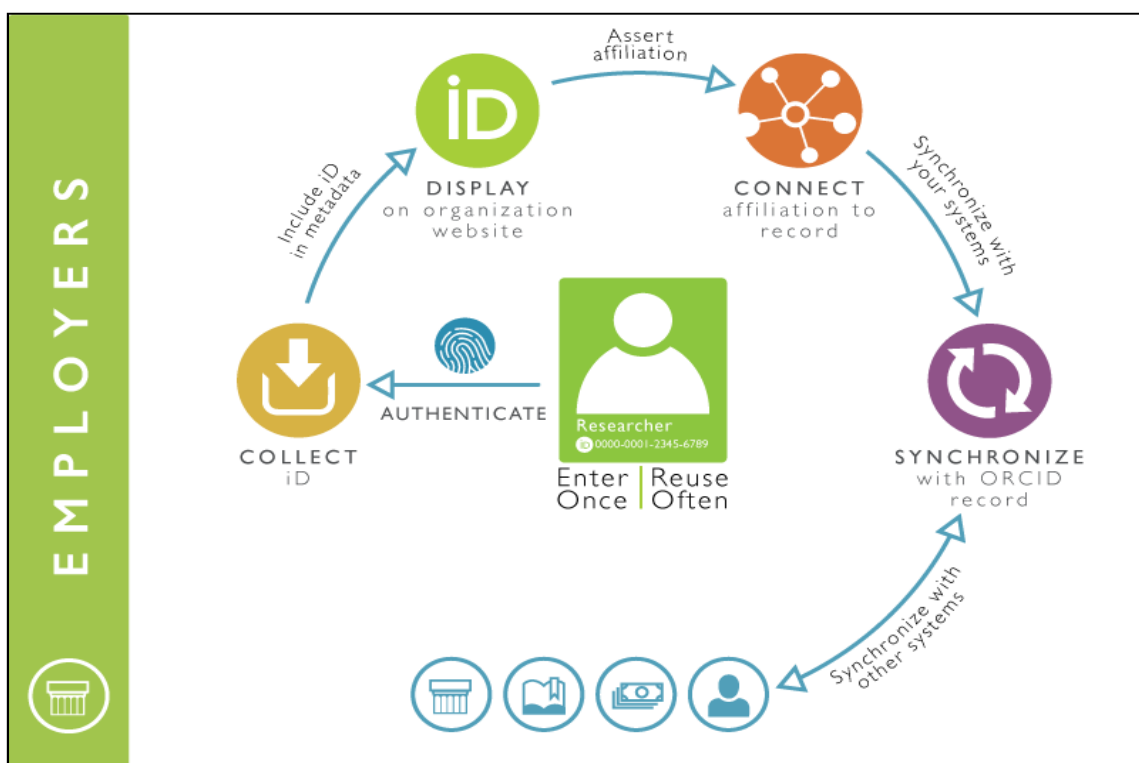 EMPLOYERS
Assert
affiliation
iD
DISPLAY
on organization
website
CONNECT
affiliation to
record
Include iD
in metadata
Synchronize with
your systems
AUTHENTICATE
COLLECT
iD
Researcher
iD 0000-0001-2345-6789
Enter | Reuse
Once | Often
SYNCHRONIZE
with ORCID
record
Synchronize with
other systems